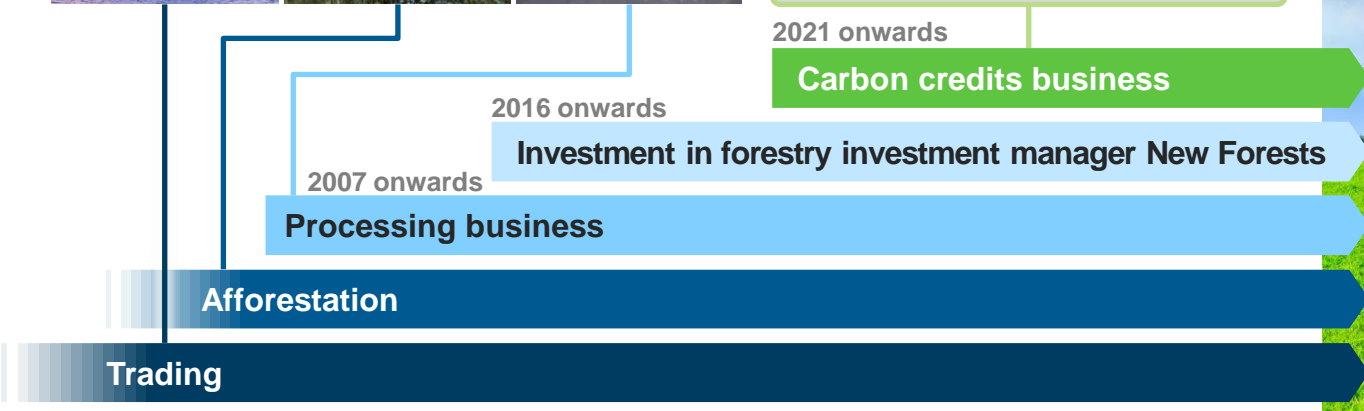 2021 onwards
Carbon credits business
2016 onwards
Investment in forestry investment manager New Forests
2007 onwards
Processing business
Afforestation
Trading